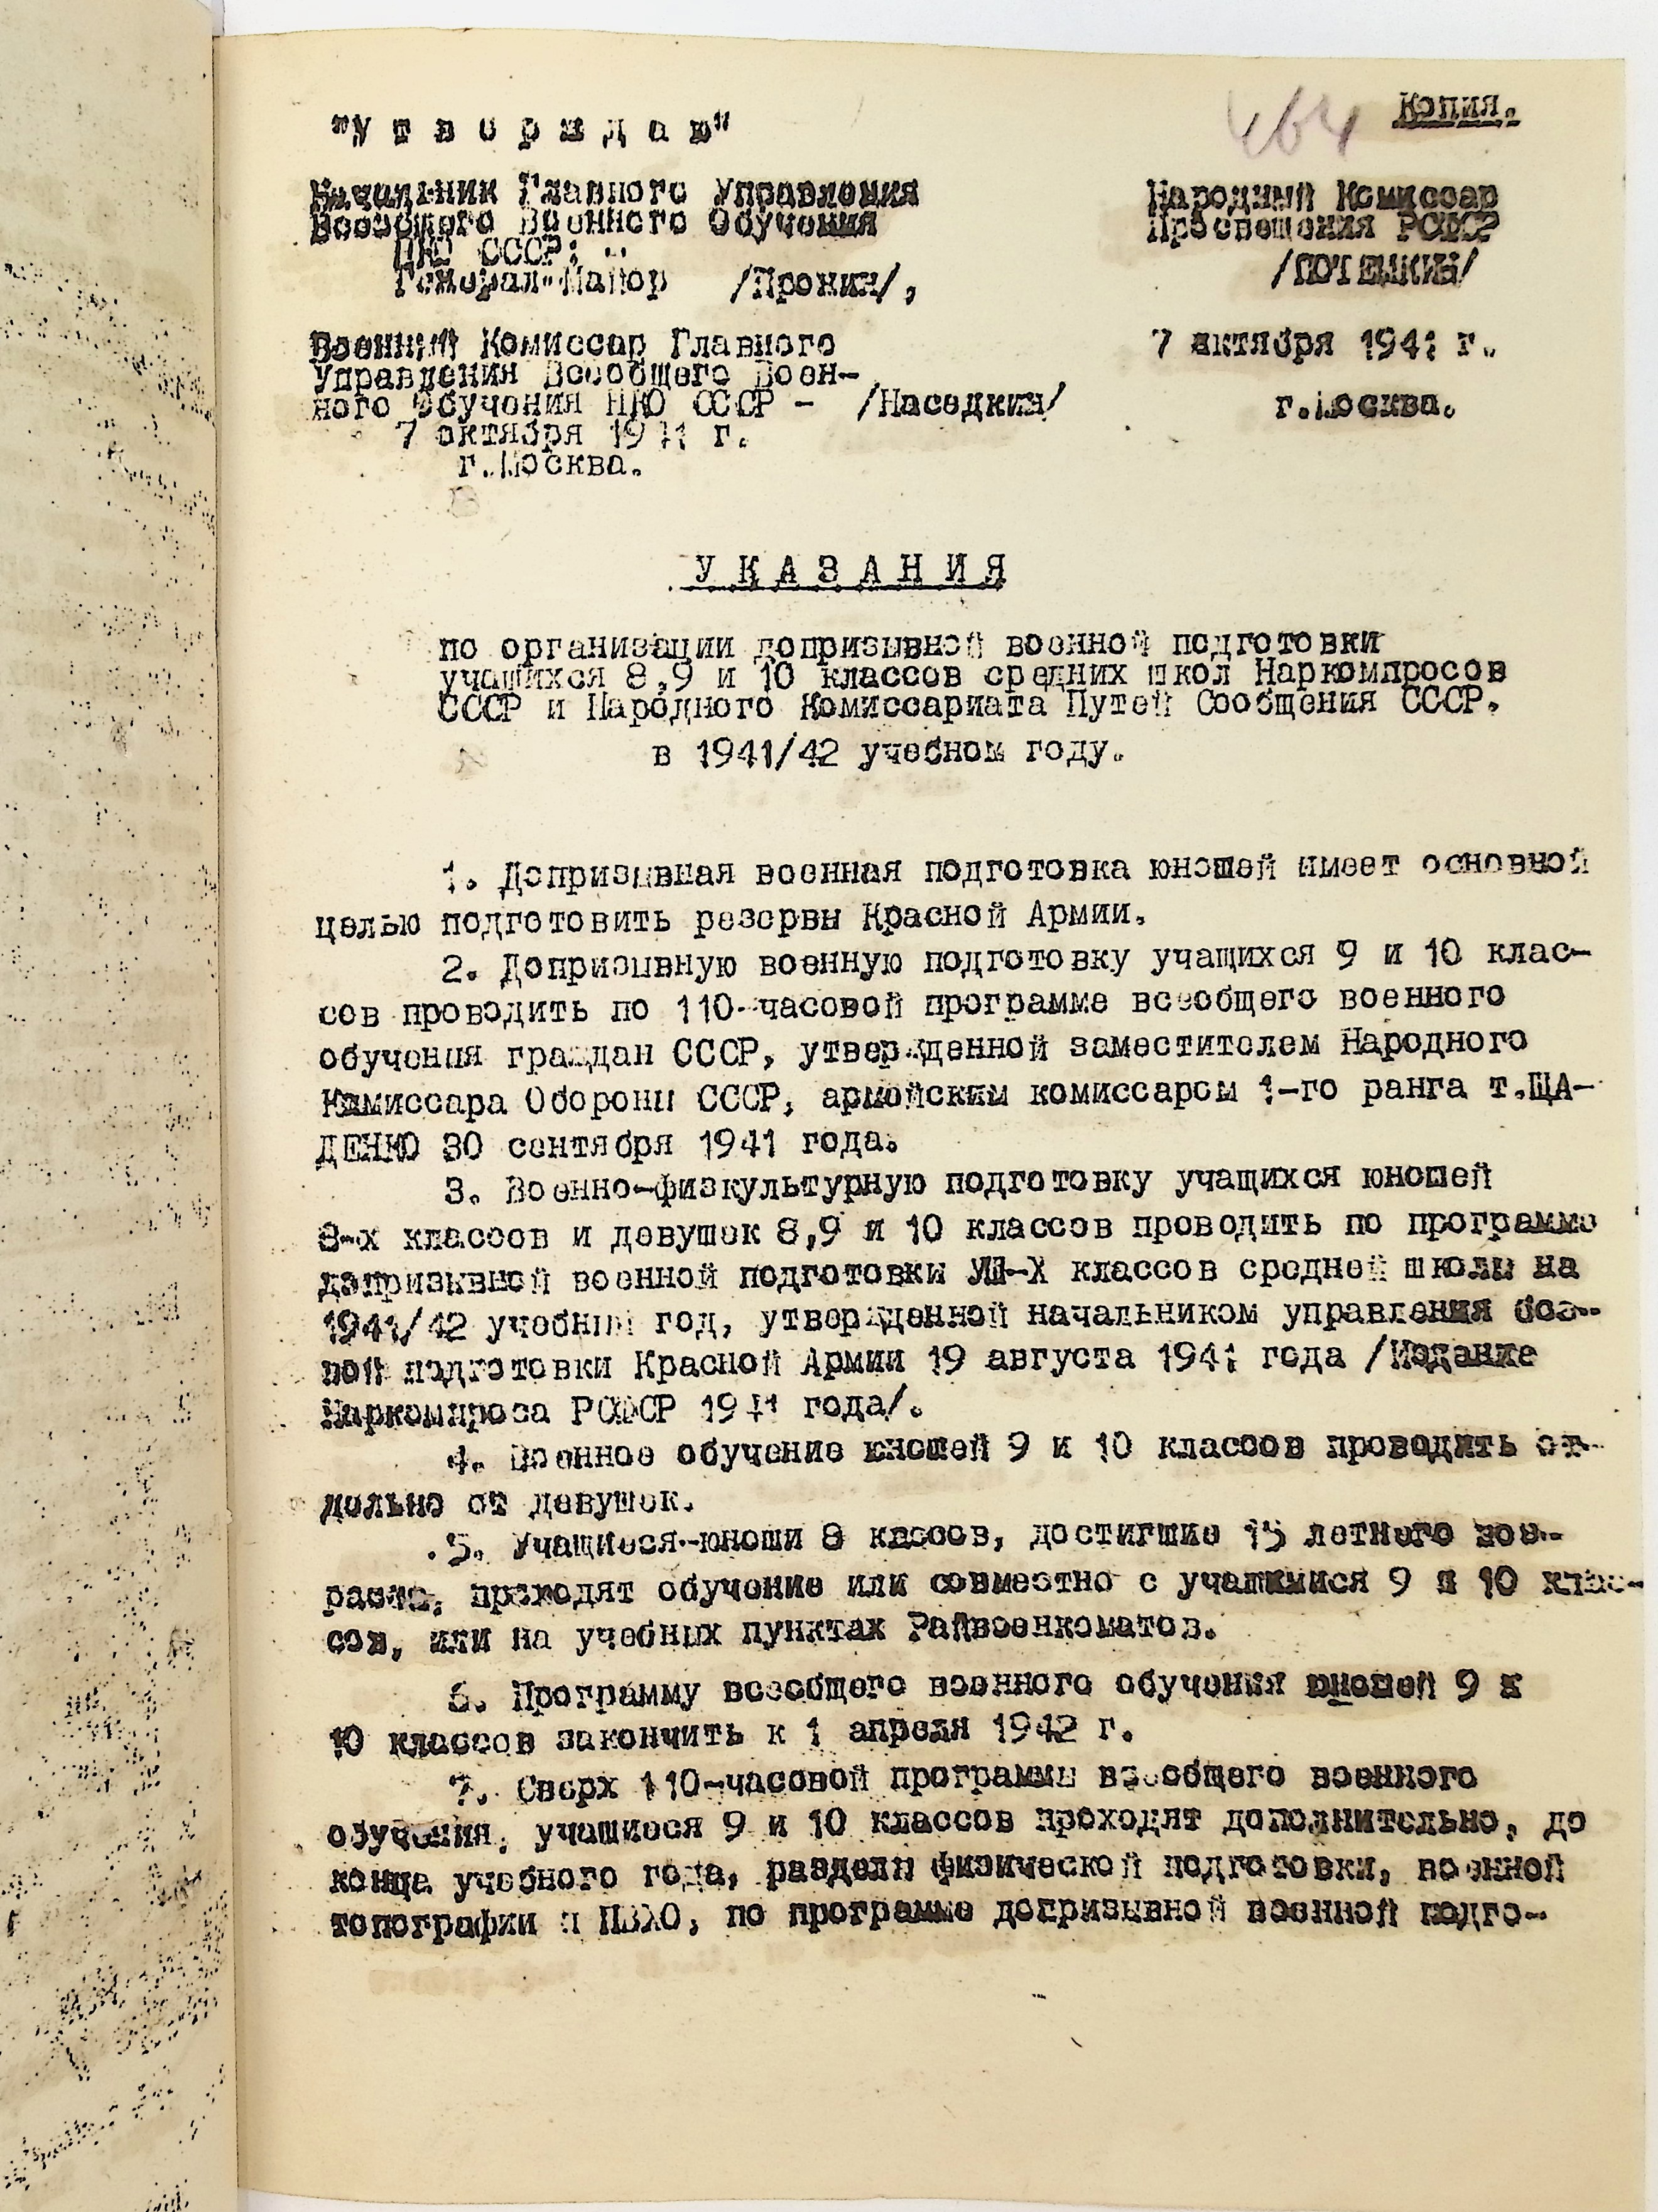 Копия.
464
"У т в е р ж д а ю"
Начальник Главного Управления
Всеобщего Военного Обучения
НКО СССР:
Генерал-Майор /Пронин/,
Народный Комиссар
Просвещения РСФСР
/ПОТЕМКИН/
Военный Комиссар Главного
Управления Всеобщего Воен-
ного Обучения НКО СССР - /Наседкин/
7 октября 1941 г.
г.Москва.
7 октября 1941 г.
г.Москва.
У К А З А Н И Я
по организации допризывной военной подготовки
учащихся 8,9 и 10 классов средних школ Наркомпросов
СССР и Народного Комиссариата Путей Сообщения СССР.
в 1941/42 учебном году.
1. Допризывная военная подготовка юношей имеет основной
целью подготовить резервы Красной Армии.
2. Допризывную военную подготовку учащихся 9 и 10 клас-
сов проводить по 110-часовой программе всеобщего военного
обучения граждан СССР, утвержденной заместителем Народного
Комиссара Обороны СССР, армейским комиссаром 1-го ранга т.ЩА-
ДЕНКО 30 сентября 1941 года.
3. Военно-физкультурную подготовку учащихся юношей
8-х классов и девушек 8,9 и 10 классов проводить по программе
допризывной военной подготовки УШ-Х классов средней школы на
1941/42 учебный год, утвержденной начальником управления бое-
вой подготовки Красной Армии 19 августа 1941 года /Издание
Наркомпроса РСФСР 1941 года/.
4. Военное обучение юношей 9 и 10 классов проводить от-
дельно от девушек.
5. Учащиеся-юноши 8 кассов, достигшие 15 летнего воз-
раста, проходят обучение или совместно с учащимися 9 и 10 клас-
сов, или на учебных пунктах Райвоенкоматов.
6. Программу всеобщего военного обучения юношей 9 и
10 классов закончить к 1 апреля 1942 г.
7. Сверх 110-часовой программы всеобщего военного
обучения, учащиеся 9 и 10 классов проходят дополнительно, до
конца учебного года, разделы физической подготовки, военной
топографии и ПВХО, по программе допризывной военной подго-